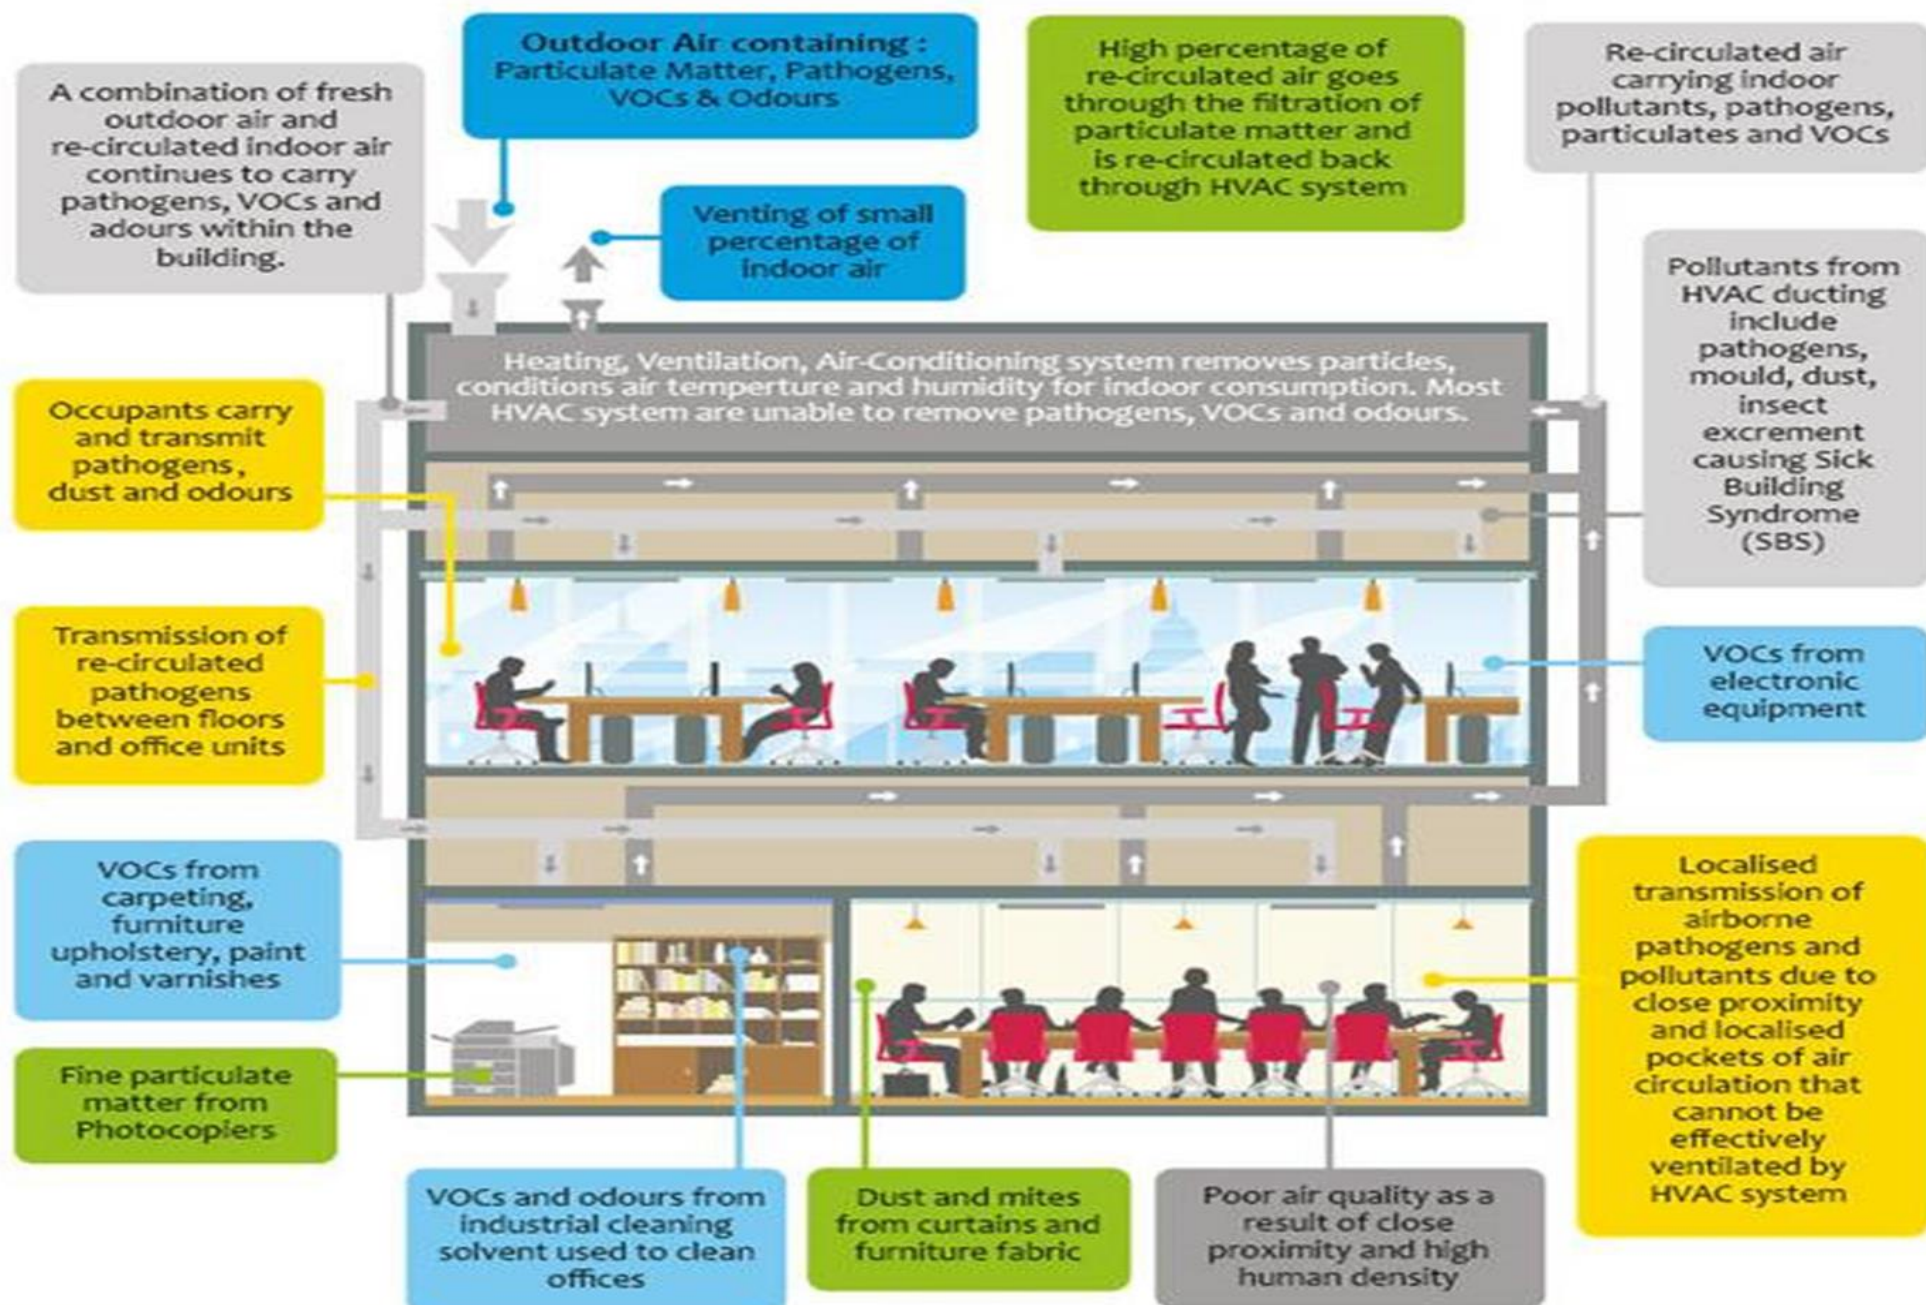 A combination of fresh
outdoor air and
re-circulated indoor air
continues to carry
pathogens, VOCs and
adours within the
building.
Outdoor Air containing :
Particulate Matter, Pathogens,
VOCs & Odours
Venting of small
percentage of
indoor air
High percentage of
re-circulated air goes
through the filtration of
particulate matter and
is re-circulated back
through HVAC system
Re-circulated air
carrying indoor
pollutants, pathogens,
particulates and VOCs
Pollutants from
HVAC ducting
include
pathogens,
mould, dust,
insect
excrement
causing Sick
Building
Syndrome
(SBS)
Heating, Ventilation, Air-Conditioning system removes particles,
conditions air temperture and humidity for indoor consumption. Most
HVAC system are unable to remove pathogens, VOCs and odours.
Occupants carry
and transmit
pathogens,
dust and odours
Transmission of
re-circulated
pathogens
between floors
and office units
VOCs from
electronic
equipment
VOCs from
carpeting,
furniture
upholstery, paint
and varnishes
Fine particulate
matter from
Photocopiers
Localised
transmission of
airborne
pathogens and
pollutants due to
close proximity
and localised
pockets of air
circulation that
cannot be
effectively
ventilated by
HVAC system
VOCs and odours from
industrial cleaning
solvent used to clean
offices
Dust and mites
from curtains and
furniture fabric
Poor air quality as a
result of close
proximity and high
human density